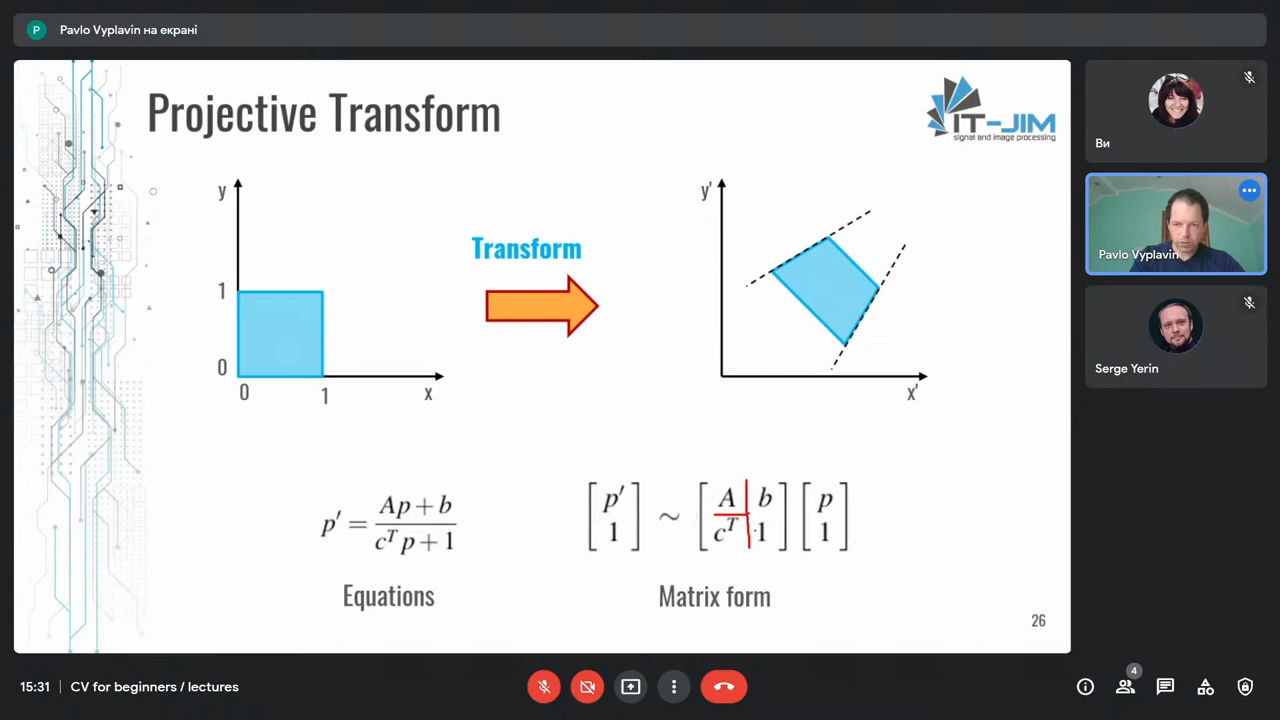 P Pavlo Vyplavin на екрані
Projective Transform
IT-JIM
signal and image processing
y
1
0
0
1
x
Transform
y'
x'
p′ = (Ap + b) / (cᵀp + 1)
[p′ 1] ~ [A b cᵀ 1] [p 1]
Equations
Matrix form
26
Ви
Pavlo Vyplavin
Serge Yerin
15:31 | CV for beginners / lectures
4